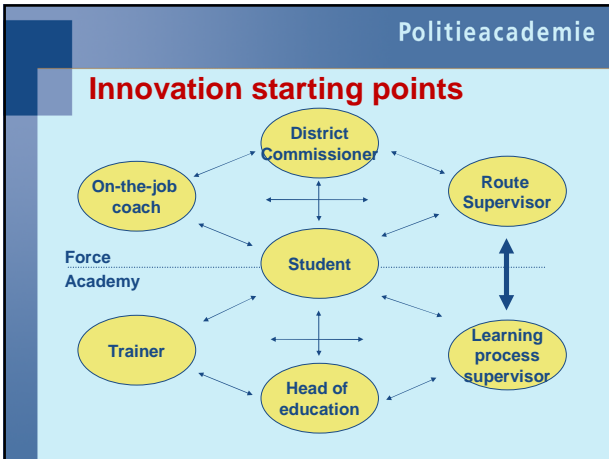 Politieacademie
Innovation starting points
District
Commissioner
On-the-job
coach
Route
Supervisor
Force
Student
Academy
Trainer
Learning
process
supervisor
Head of
education